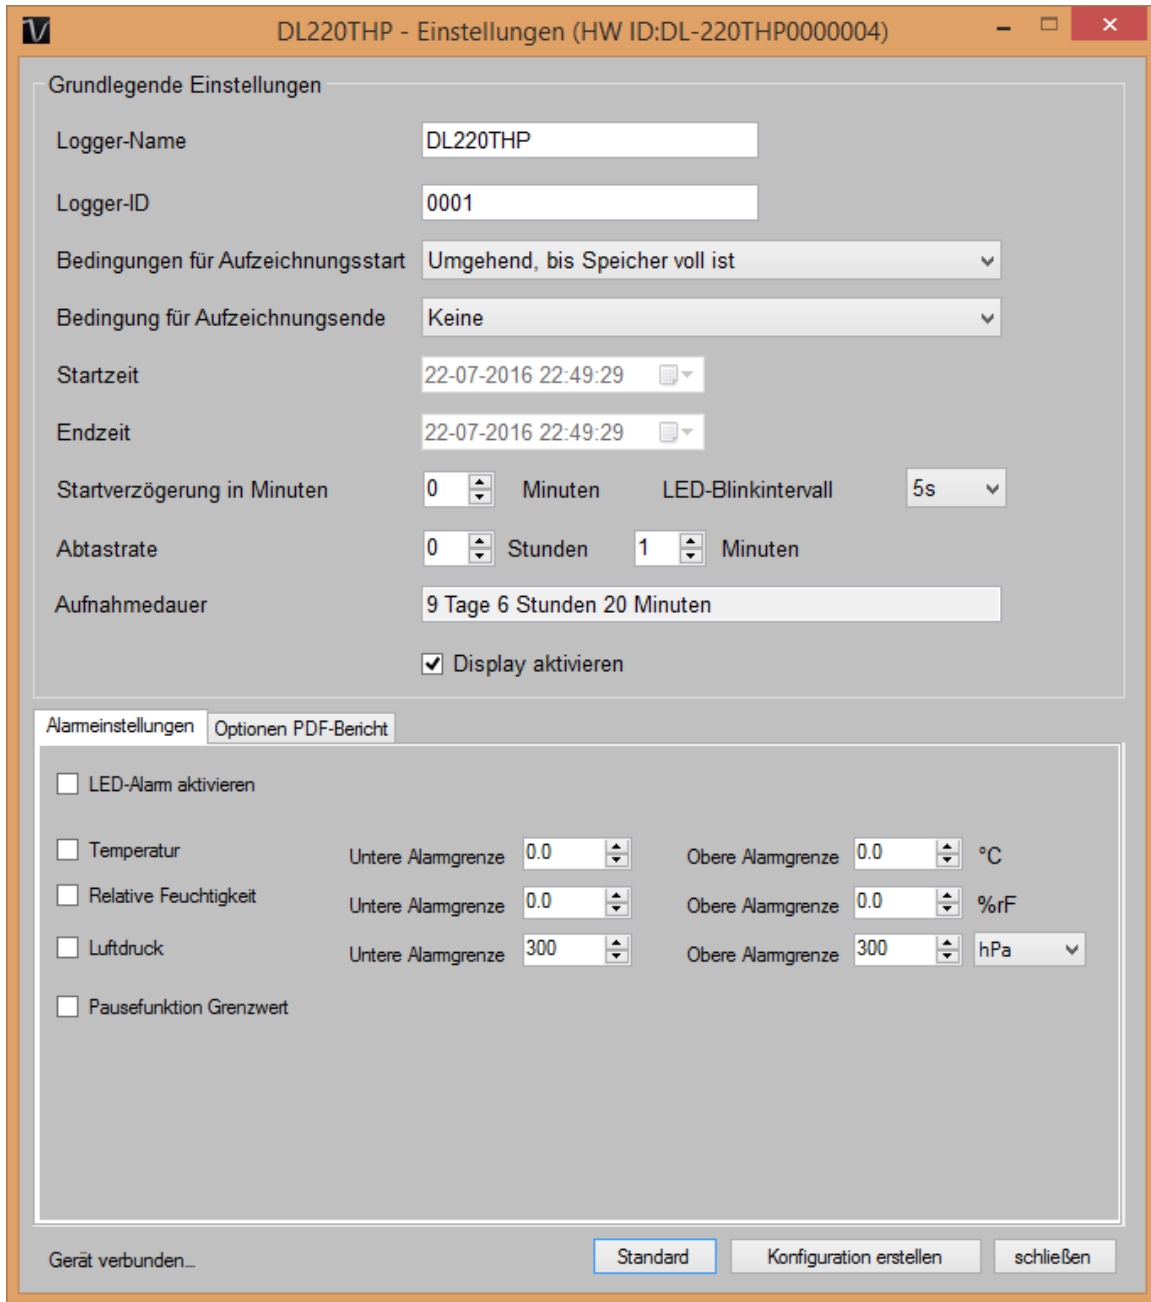 DL220THP - Einstellungen (HW ID:DL-220THP0000004)
Grundlegende Einstellungen
Logger-Name DL220THP
Logger-ID 0001
Bedingungen für Aufzeichnungsstart Umgehend, bis Speicher voll ist
Bedingung für Aufzeichnungsende Keine
Startzeit 22-07-2016 22:49:29
Endzeit 22-07-2016 22:49:29
Startverzögerung in Minuten 0 Minuten LED-Blinkintervall 5s
Abtastrate 0 Stunden 1 Minuten
Aufnahmedauer 9 Tage 6 Stunden 20 Minuten
Display aktivieren
Alarmeinstellungen Optionen PDF-Bericht
LED-Alarm aktivieren
Temperatur Untere Alarmgrenze 0.0 Obere Alarmgrenze 0.0 °C
Relative Feuchtigkeit Untere Alarmgrenze 0.0 Obere Alarmgrenze 0.0 %rF
Luftdruck Untere Alarmgrenze 300 Obere Alarmgrenze 300 hPa
Pausefunktion Grenzwert
Gerät verbunden... Standard Konfiguration erstellen schließen